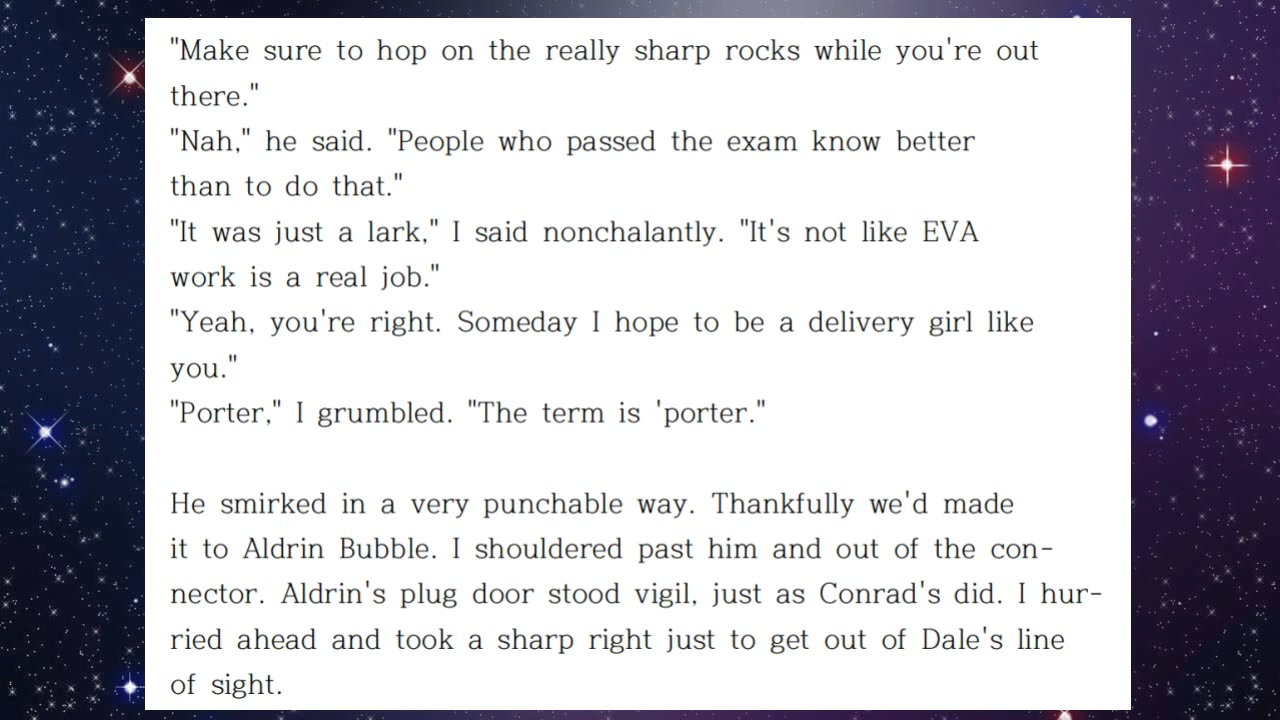 "Make sure to hop on the really sharp rocks while you're out
there."
"Nah," he said. "People who passed the exam know better
than to do that."
"It was just a lark," I said nonchalantly. "It's not like EVA
work is a real job."
"Yeah, you're right. Someday I hope to be a delivery girl like
you."
"Porter," I grumbled. "The term is 'porter."
He smirked in a very punchable way. Thankfully we'd made
it to Aldrin Bubble. I shouldered past him and out of the con-
nector. Aldrin's plug door stood vigil, just as Conrad's did. I hur-
ried ahead and took a sharp right just to get out of Dale's line
of sight.